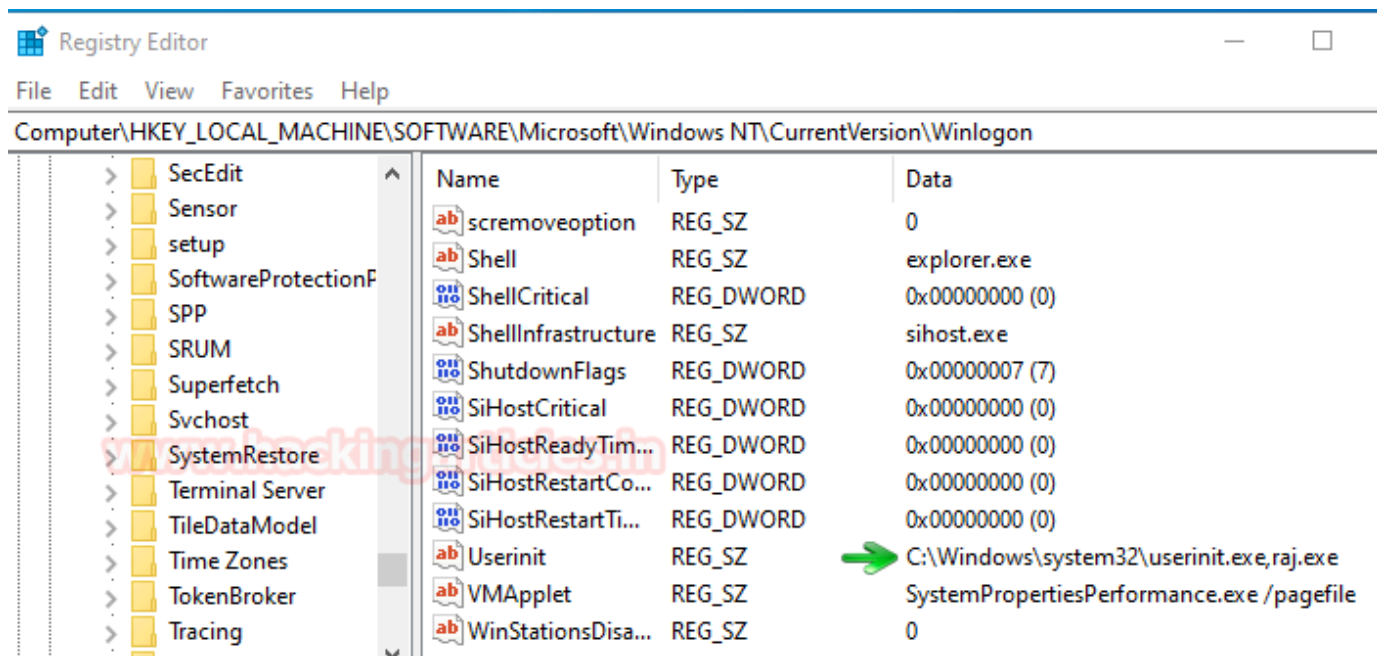 Registry Editor
File Edit View Favorites Help
Computer\HKEY_LOCAL_MACHINE\SOFTWARE\Microsoft\Windows NT\CurrentVersion\Winlogon
SecEdit
Sensor
setup
SoftwareProtectionP
SPP
SRUM
Superfetch
Svchost
SystemRestore
Terminal Server
TileDataModel
Time Zones
TokenBroker
Tracing
Name Type Data
scremoveoption REG_SZ 0
Shell REG_SZ explorer.exe
ShellCritical REG_DWORD 0x00000000 (0)
ShellInfrastructure REG_SZ sihost.exe
ShutdownFlags REG_DWORD 0x00000007 (7)
SiHostCritical REG_DWORD 0x00000000 (0)
SiHostReadyTim... REG_DWORD 0x00000000 (0)
SiHostRestartCo... REG_DWORD 0x00000000 (0)
SiHostRestartTi... REG_DWORD 0x00000000 (0)
Userinit REG_SZ C:\Windows\system32\userinit.exe,raj.exe
VMApplet REG_SZ SystemPropertiesPerformance.exe /pagefile
WinStationsDisa... REG_SZ 0
www.hackingarticles.in